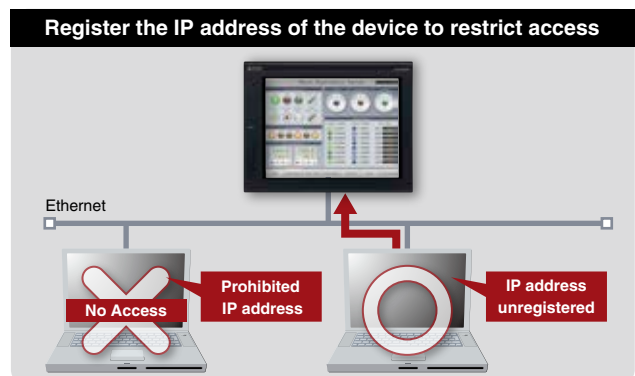 Register the IP address of the device to restrict access
Ethernet
No Access
Prohibited
IP address
IP address
unregistered